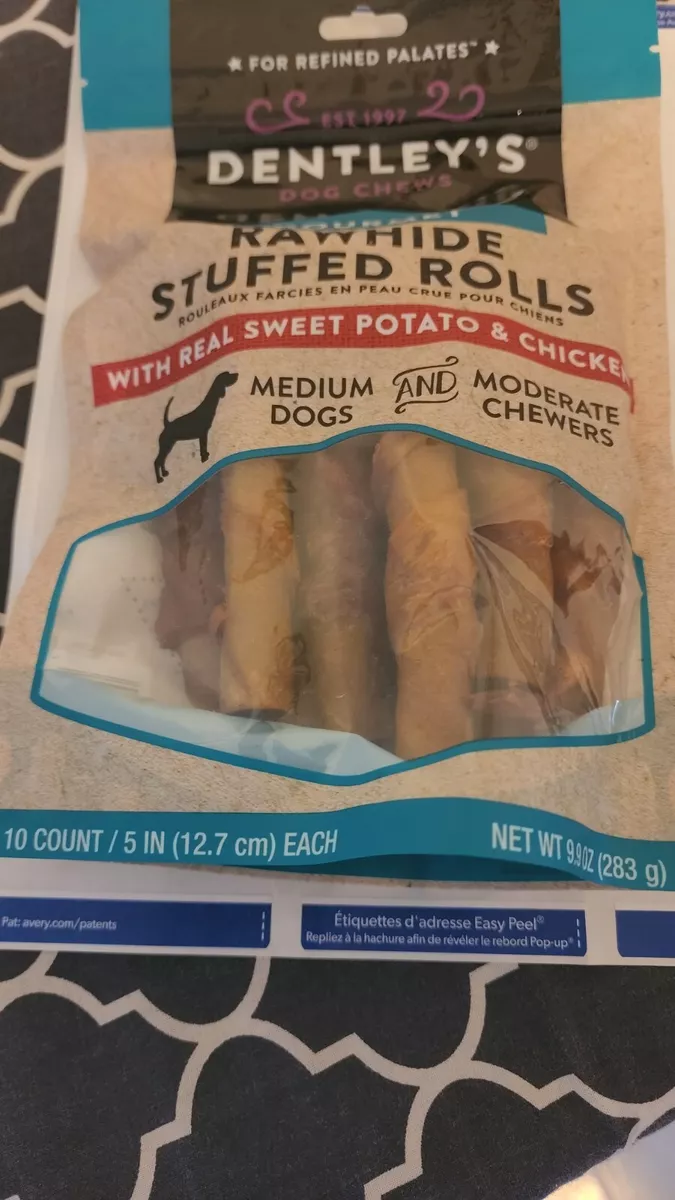 ★ FOR REFINED PALATES™ ★
EST 1997
DENTLEY'S®
DOG CHEWS
RAWHIDE
STUFFED ROLLS
ROULEAUX FARCIES EN PEAU CRUE POUR CHIENS
WITH REAL SWEET POTATO & CHICKEN
MEDIUM DOGS AND MODERATE CHEWERS
10 COUNT / 5 IN (12.7 cm) EACH
NET WT 9.9 OZ (283 g)
Pat: avery.com/patents
Étiquettes d'adresse Easy Peel®
Repliez à la hachure afin de révéler le rebord Pop-up®